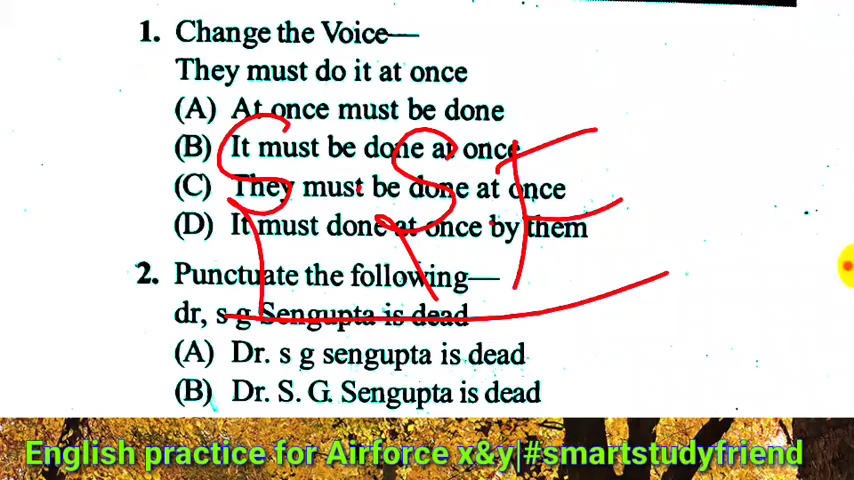 1. Change the Voice—
They must do it at once
(A) At once must be done
(B) It must be done at once
(C) They must be done at once
(D) It must done at once by them
2. Punctuate the following—
dr, s g Sengupta is dead
(A) Dr. s g sengupta is dead
(B) Dr. S. G. Sengupta is dead
English practice for Airforce x&y|#smartstudyfriend